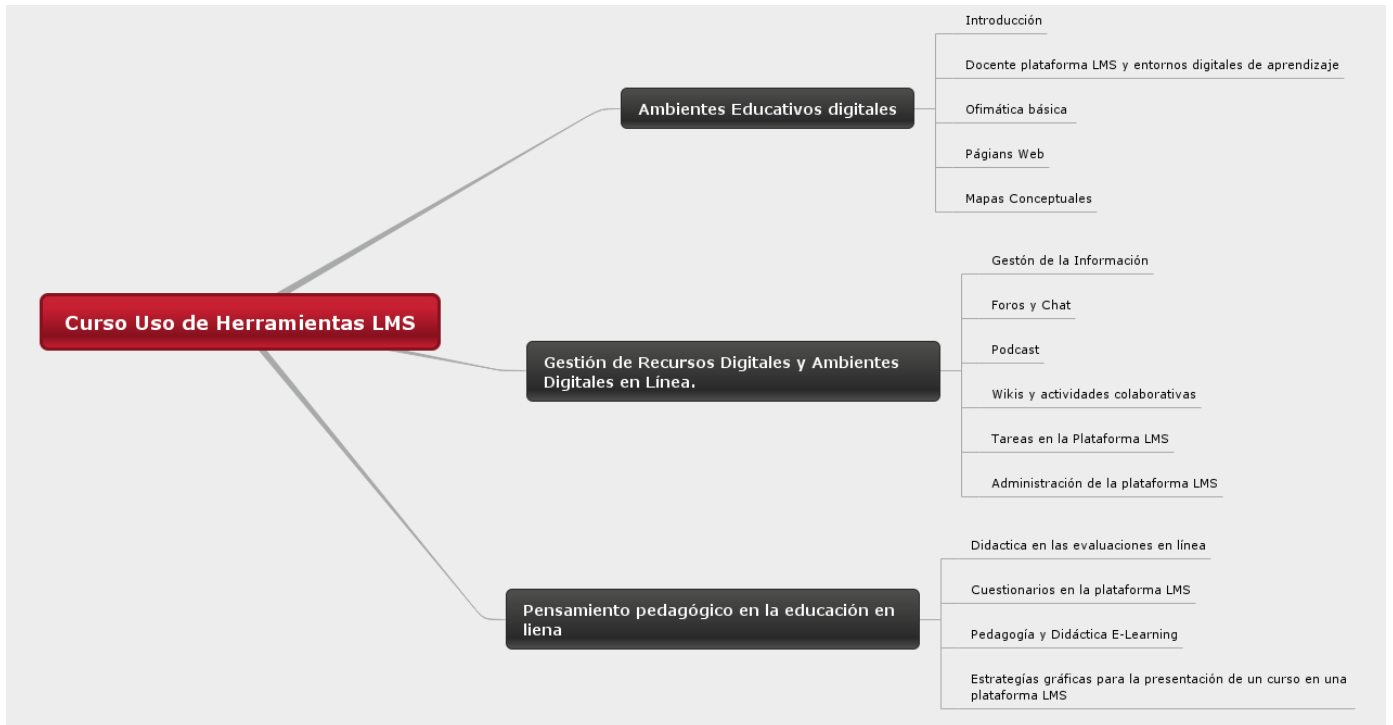 Curso Uso de Herramientas LMS
Ambientes Educativos digitales
Introducción
Docente plataforma LMS y entornos digitales de aprendizaje
Ofimática básica
Págians Web
Mapas Conceptuales
Gestión de Recursos Digitales y Ambientes
Digitales en Línea.
Gestón de la Información
Foros y Chat
Podcast
Wikis y actividades colaborativas
Tareas en la Plataforma LMS
Administración de la plataforma LMS
Pensamiento pedagógico en la educación en
liena
Didactica en las evaluaciones en línea
Cuestionarios en la plataforma LMS
Pedagogía y Didáctica E-Learning
Estrategías gráficas para la presentación de un curso en una
plataforma LMS